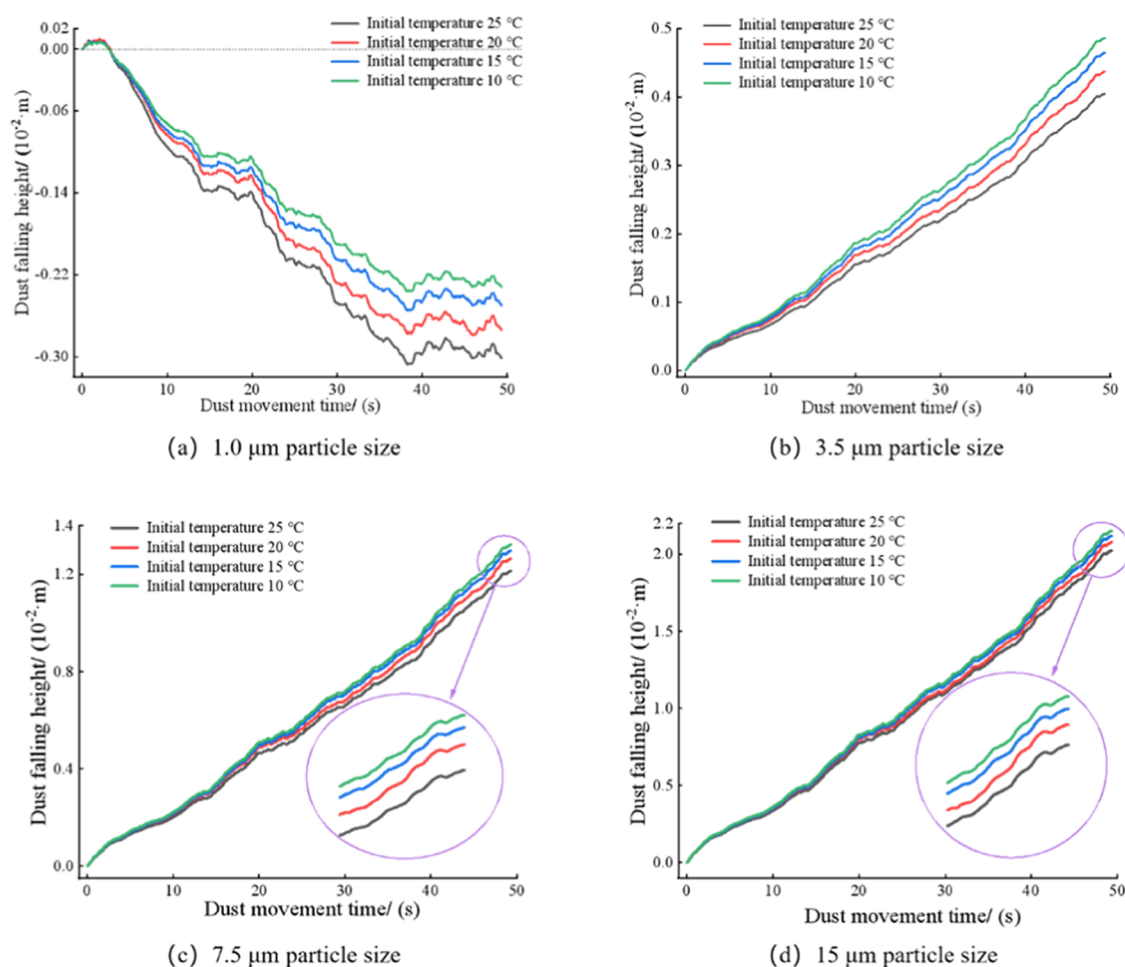 Initial temperature 25 °C
Initial temperature 20 °C
Initial temperature 15 °C
Initial temperature 10 °C
Dust falling height/ (10⁻²·m)
0.02
0.00
-0.06
-0.14
-0.22
-0.30
0 10 20 30 40 50
Dust movement time/ (s)
(a) 1.0 μm particle size
Initial temperature 25 °C
Initial temperature 20 °C
Initial temperature 15 °C
Initial temperature 10 °C
Dust falling height/ (10⁻²·m)
0.5
0.4
0.3
0.2
0.1
0.0
0 10 20 30 40 50
Dust movement time/ (s)
(b) 3.5 μm particle size
Initial temperature 25 °C
Initial temperature 20 °C
Initial temperature 15 °C
Initial temperature 10 °C
Dust falling height/ (10⁻²·m)
1.4
1.2
0.8
0.4
0.0
0 10 20 30 40 50
Dust movement time/ (s)
(c) 7.5 μm particle size
Initial temperature 25 °C
Initial temperature 20 °C
Initial temperature 15 °C
Initial temperature 10 °C
Dust falling height/ (10⁻²·m)
2.2
2.0
1.5
1.0
0.5
0.0
0 10 20 30 40 50
Dust movement time/ (s)
(d) 15 μm particle size